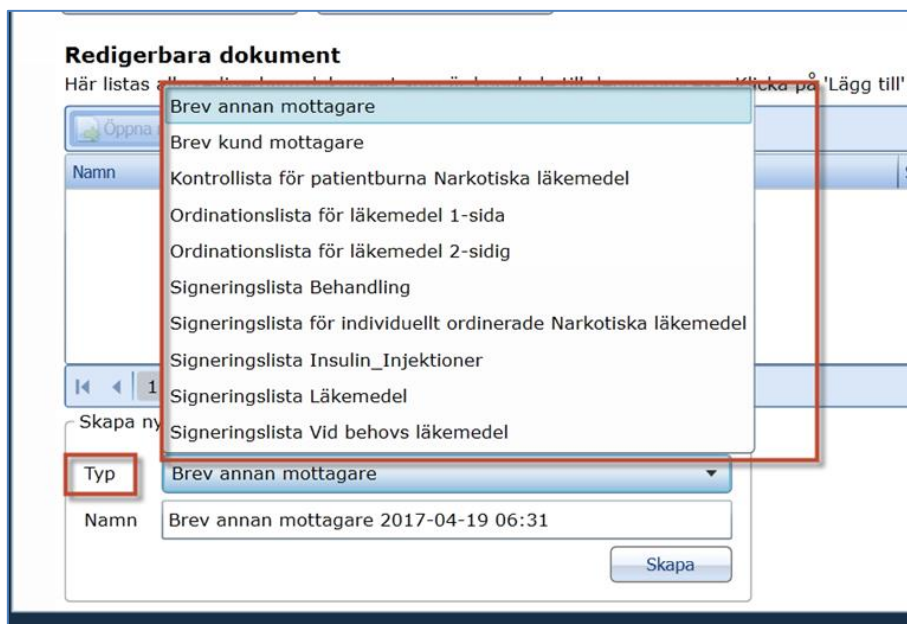 Redigerbara dokument
Här listas Klicka på 'Lägg till'
Öppna
Namn
Brev annan mottagare
Brev kund mottagare
Kontrollista för patientburna Narkotiska läkemedel
Ordinationslista för läkemedel 1-sida
Ordinationslista för läkemedel 2-sidig
Signeringslista Behandling
Signeringslista för individuellt ordinerade Narkotiska läkemedel
Signeringslista Insulin_Injektioner
Signeringslista Läkemedel
Signeringslista Vid behovs läkemedel
1
Skapa ny
Typ Brev annan mottagare
Namn Brev annan mottagare 2017-04-19 06:31
Skapa